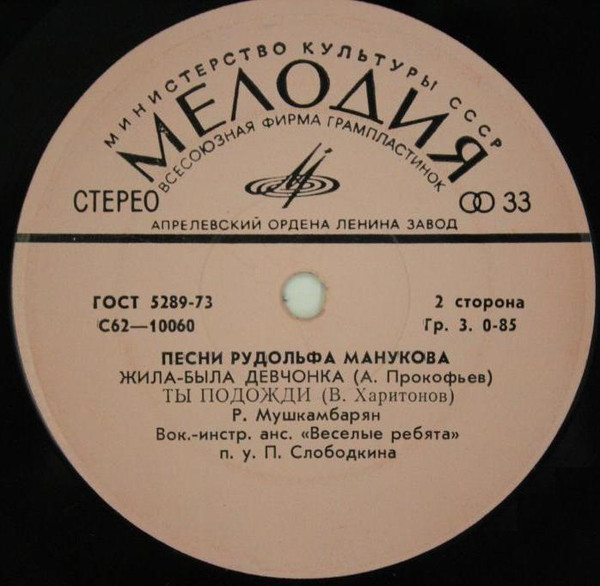 МИНИСТЕРСТВО КУЛЬТУРЫ СССР
МЕЛОДИЯ
ВСЕСОЮЗНАЯ ФИРМА ГРАМПЛАСТИНОК
СТЕРЕО
33
АПРЕЛЕВСКИЙ ОРДЕНА ЛЕНИНА ЗАВОД
ГОСТ 5289-73
2 сторона
С62—10060
Гр. 3. 0-85
ПЕСНИ РУДОЛЬФА МАНУКОВА
ЖИЛА-БЫЛА ДЕВЧОНКА (А. Прокофьев)
ТЫ ПОДОЖДИ (В. Харитонов)
Р. Мушкамбарян
Вок.-инстр. анс. «Веселые ребята»
п. у. П. Слободкина